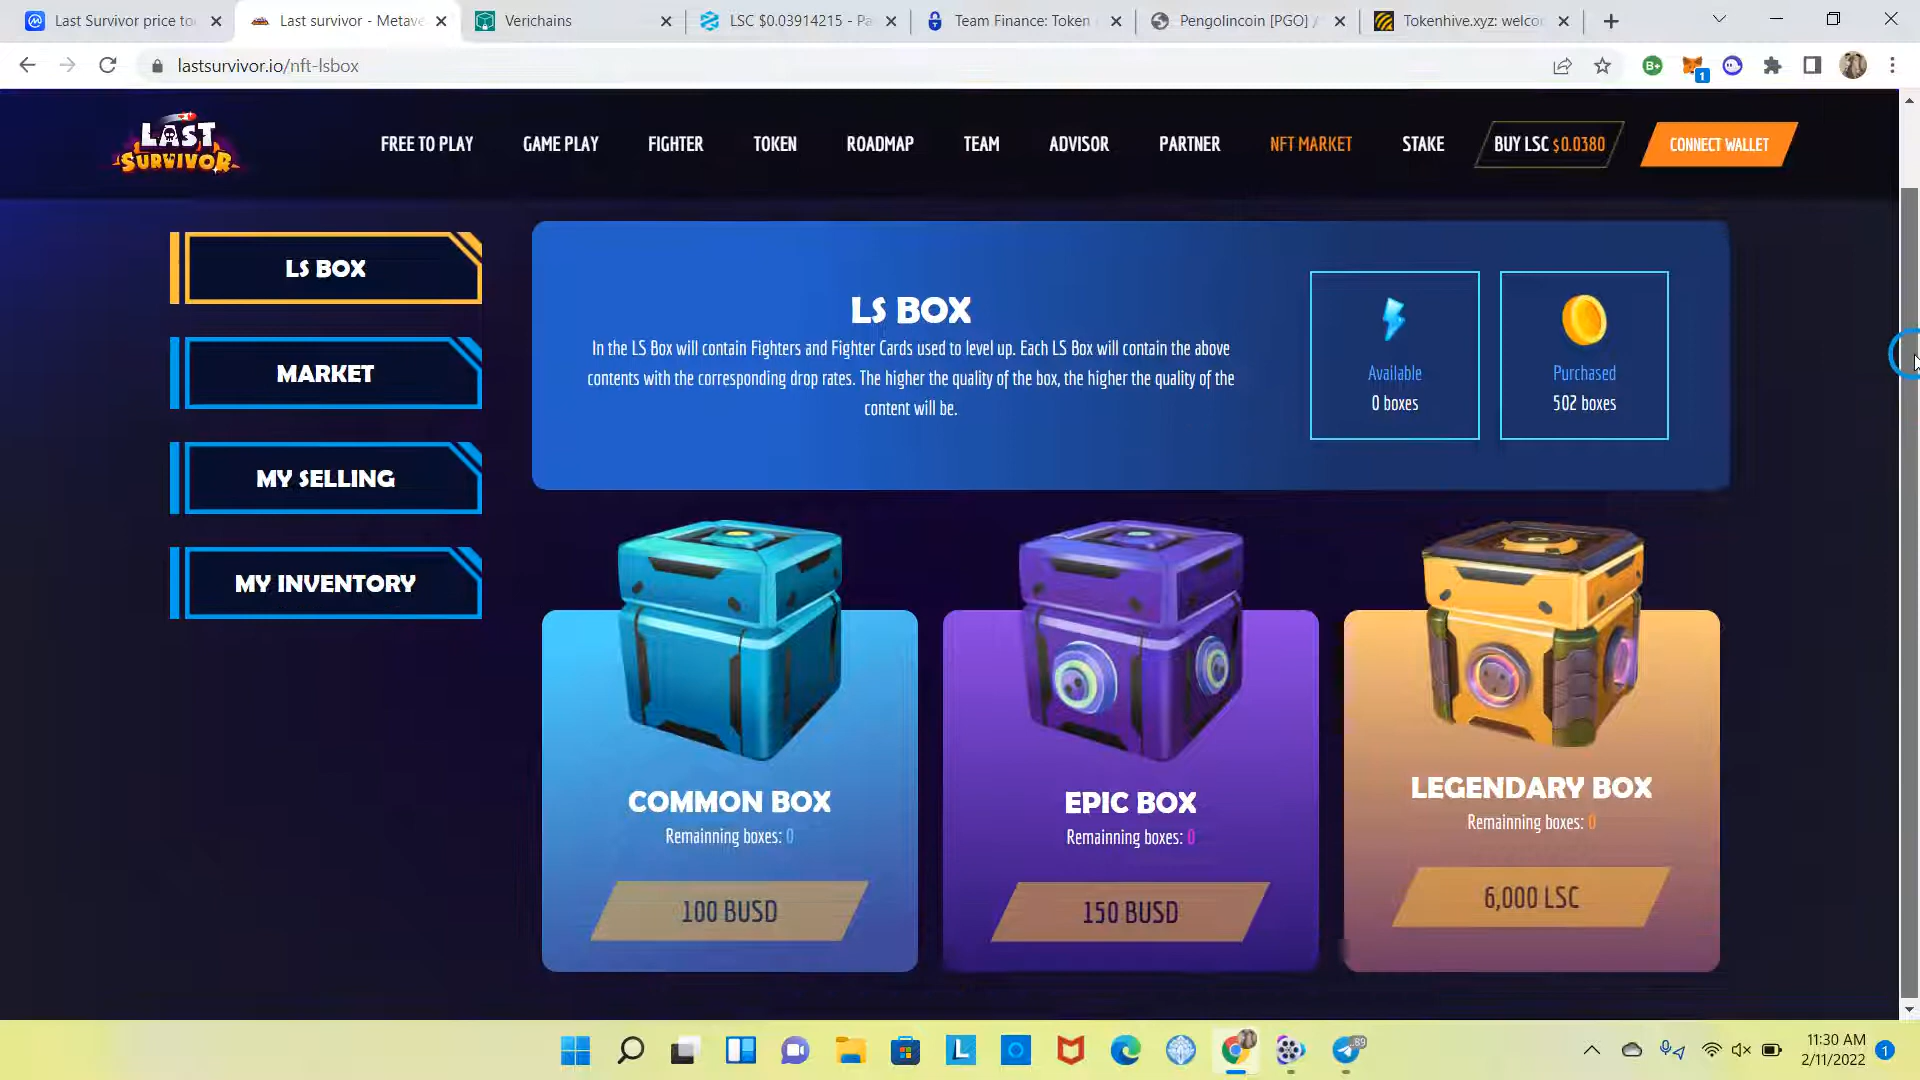 Last Survivor price to
Last survivor - Metave
Verichains
LSC $0.03914215 - Pa
Team Finance: Token
Pengolincoin [PGO] /
Tokenhive.xyz: welco
lastsurvivor.io/nft-lsbox
B+
1
LAST
SURVIVOR
FREE TO PLAY
GAME PLAY
FIGHTER
TOKEN
ROADMAP
TEAM
ADVISOR
PARTNER
NFT MARKET
STAKE
BUY LSC $0.0380
CONNECT WALLET
LS BOX
MARKET
MY SELLING
MY INVENTORY
LS BOX
In the LS Box will contain Fighters and Fighter Cards used to level up. Each LS Box will contain the above
contents with the corresponding drop rates. The higher the quality of the box, the higher the quality of the
content will be.
Available
0 boxes
Purchased
502 boxes
COMMON BOX
Remainning boxes: 0
100 BUSD
EPIC BOX
Remainning boxes: 0
150 BUSD
LEGENDARY BOX
Remainning boxes: 0
6,000 LSC
L
89
11:30 AM
2/11/2022
1